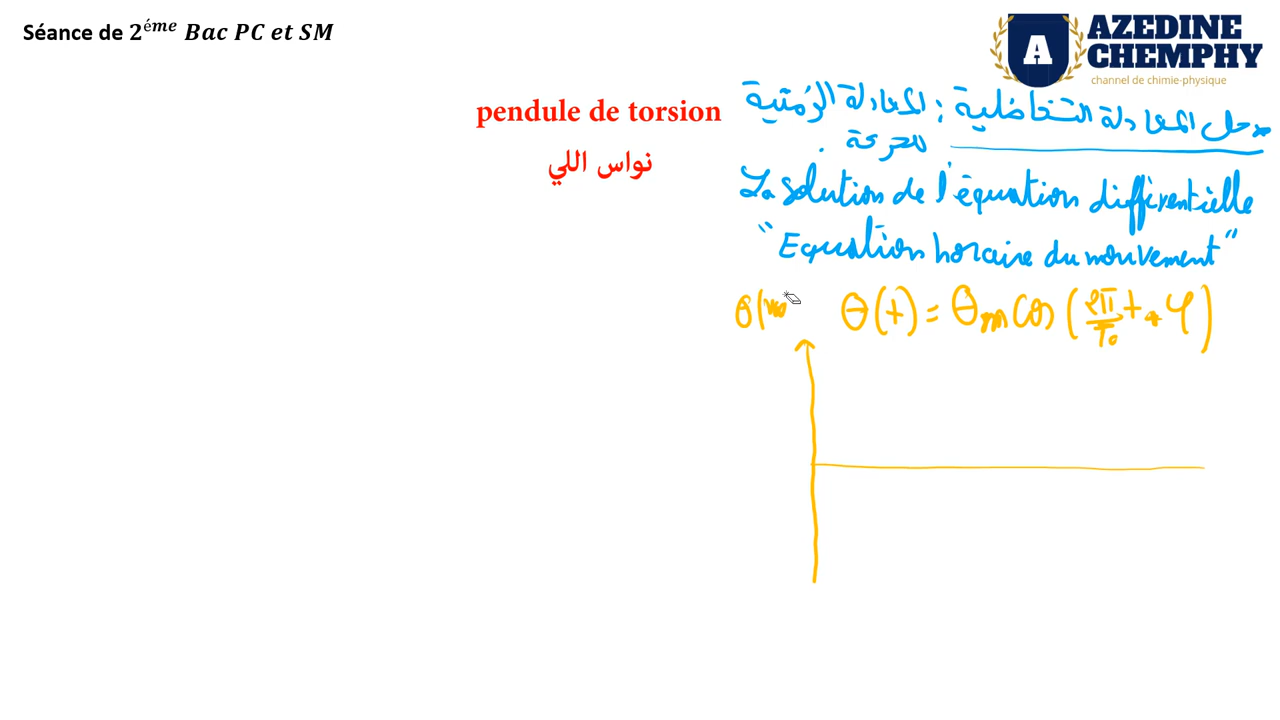 Séance de 2éme Bac PC et SM
AZEDINE
CHEMPHY
channel de chimie-physique
A
pendule de torsion
نواس اللي
حل المعادلة التفاضلية : المعادلة الزمنية
للحركة .
La solution de l'équation différentielle
"Equation horaire du mouvement"
θ(t) = θm cos(2π/T₀ t + φ)